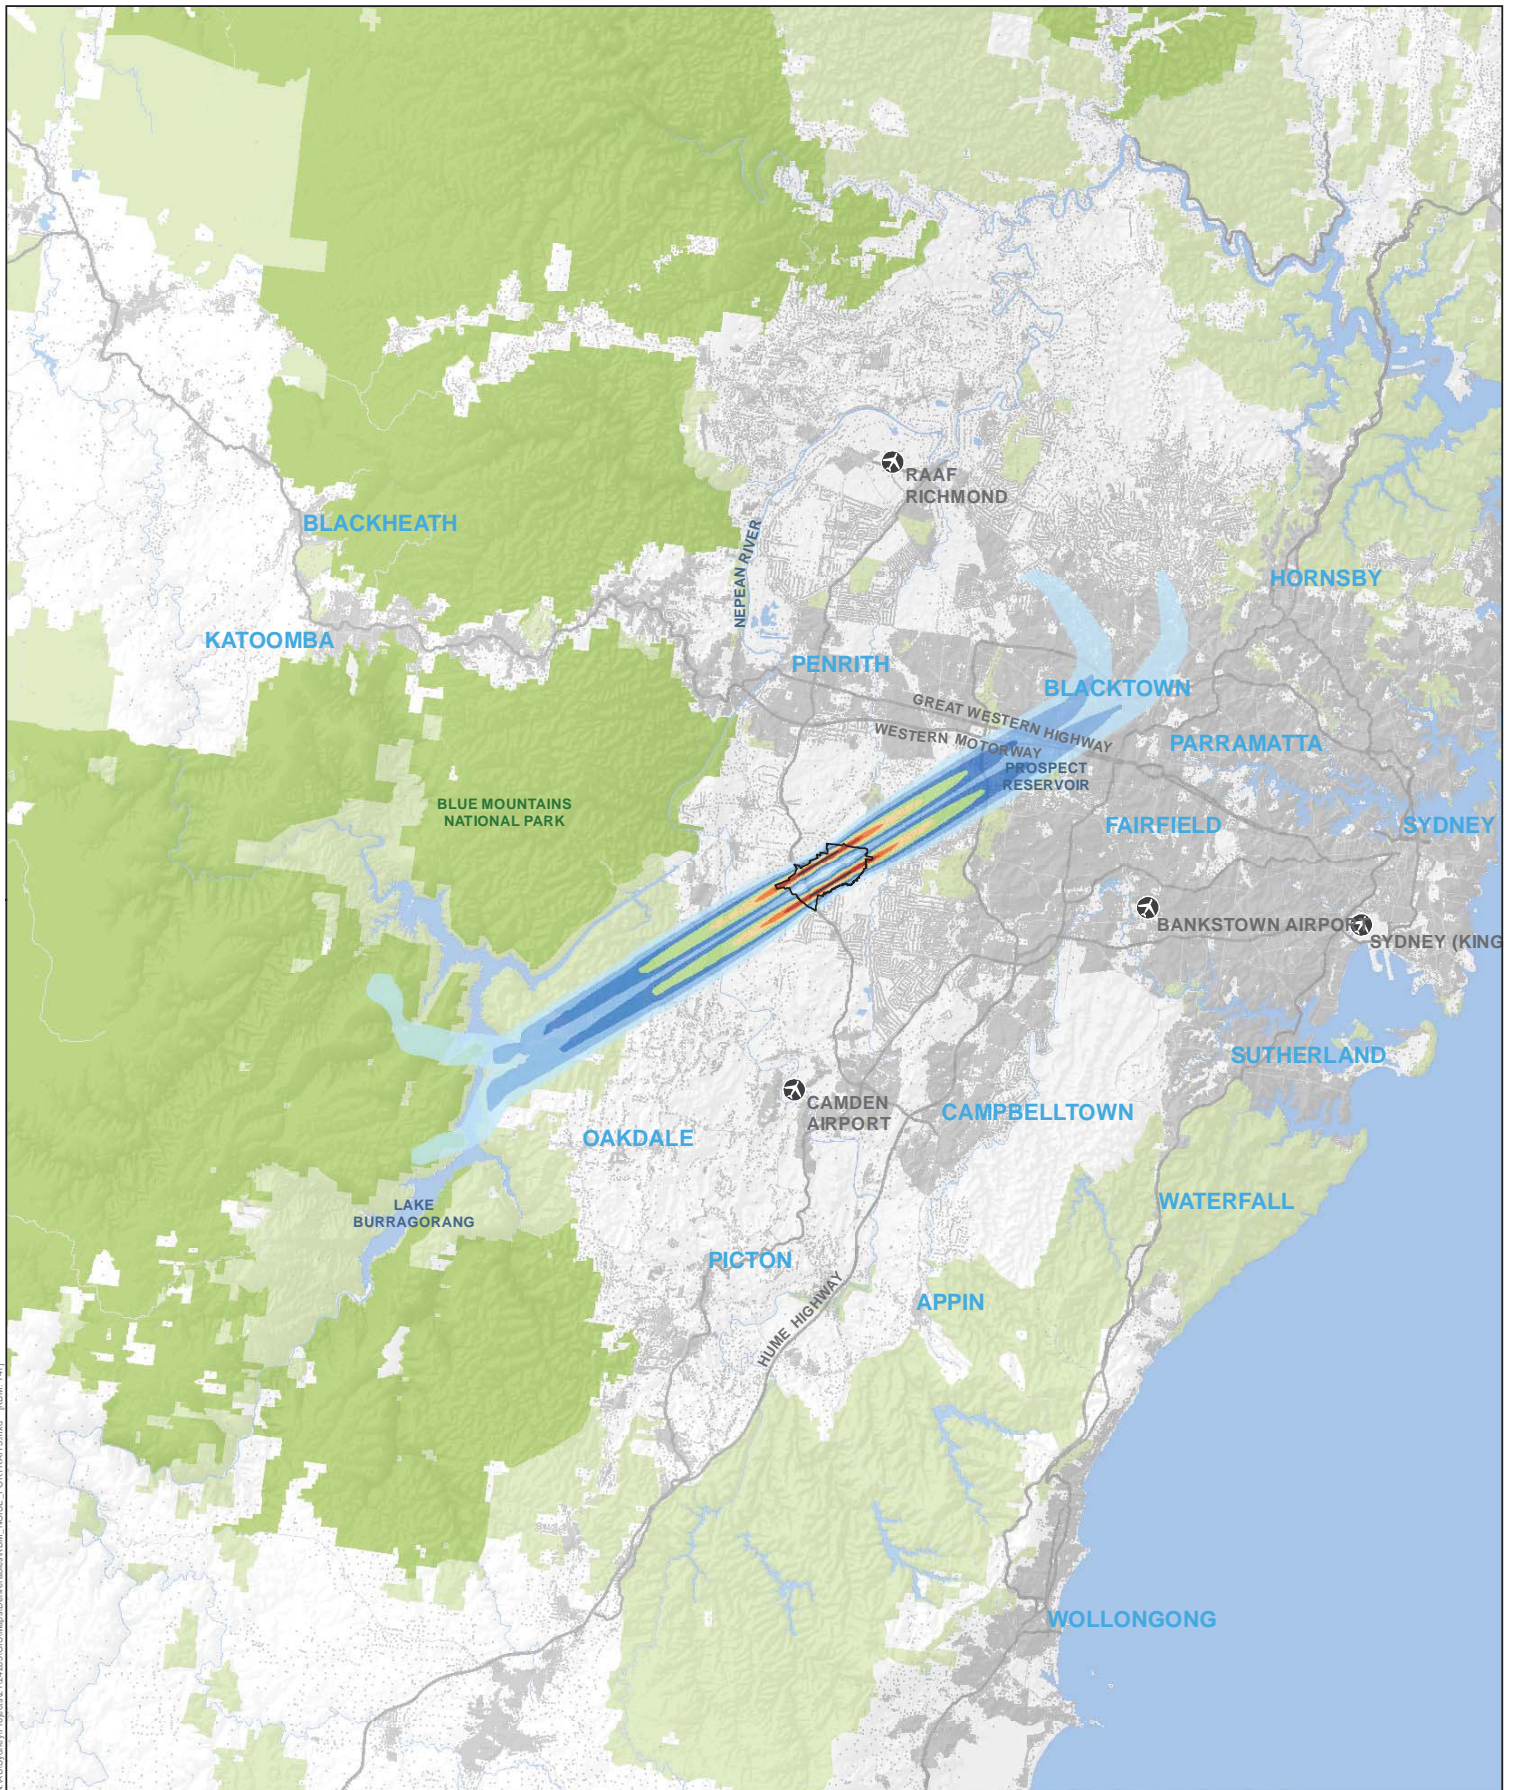 RAAF
RICHMOND
BLACKHEATH
NEPEAN RIVER
HORNSBY
KATOOMBA
PENRITH
BLACKTOWN
GREAT WESTERN HIGHWAY
WESTERN MOTORWAY
PARRAMATTA
PROSPECT
RESERVOIR
BLUE MOUNTAINS
NATIONAL PARK
FAIRFIELD
SYDNEY
BANKSTOWN AIRPOR
SYDNEY (KING
SUTHERLAND
CAMDEN
AIRPORT
CAMPBELLTOWN
OAKDALE
WATERFALL
LAKE
BURRAGORANG
PICTON
APPIN
HUME HIGHWAY
WOLLONGONG